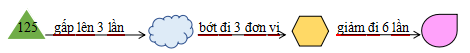 125 gấp lên 3 lần bớt đi 3 đơn vị giảm đi 6 lần